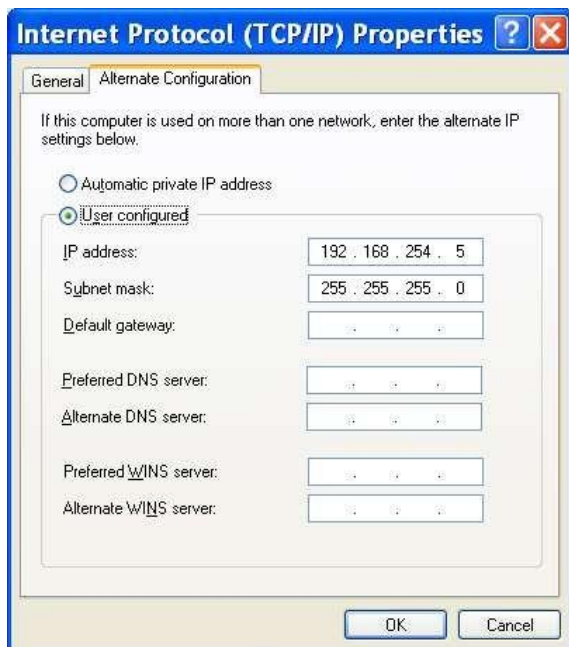 Internet Protocol (TCP/IP) Properties
General
Alternate Configuration
If this computer is used on more than one network, enter the alternate IP
settings below.
Automatic private IP address
User configured
IP address: 192 . 168 . 254 . 5
Subnet mask: 255 . 255 . 255 . 0
Default gateway: . . .
Preferred DNS server: . . .
Alternate DNS server: . . .
Preferred WINS server: . . .
Alternate WINS server: . . .
OK
Cancel